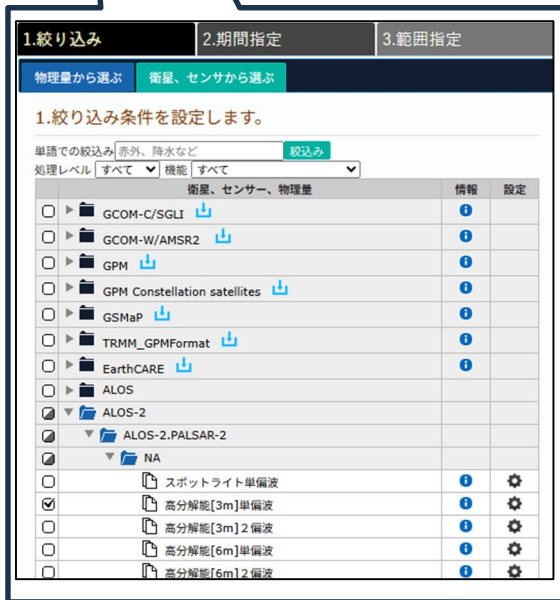 1.絞り込み 2.期間指定 3.範囲指定
物理量から選ぶ 衛星、センサから選ぶ
1.絞り込み条件を設定します。
単語での絞込み 赤外、降水など 絞込み
処理レベル すべて 機能 すべて
衛星、センサー、物理量 情報 設定
GCOM-C/SGLI
GCOM-W/AMSR2
GPM
GPM Constellation satellites
GSMaP
TRMM_GPMFormat
EarthCARE
ALOS
ALOS-2
ALOS-2.PALSAR-2
NA
スポットライト単偏波
高分解能[3m]単偏波
高分解能[3m]２偏波
高分解能[6m]単偏波
高分解能[6m]２偏波